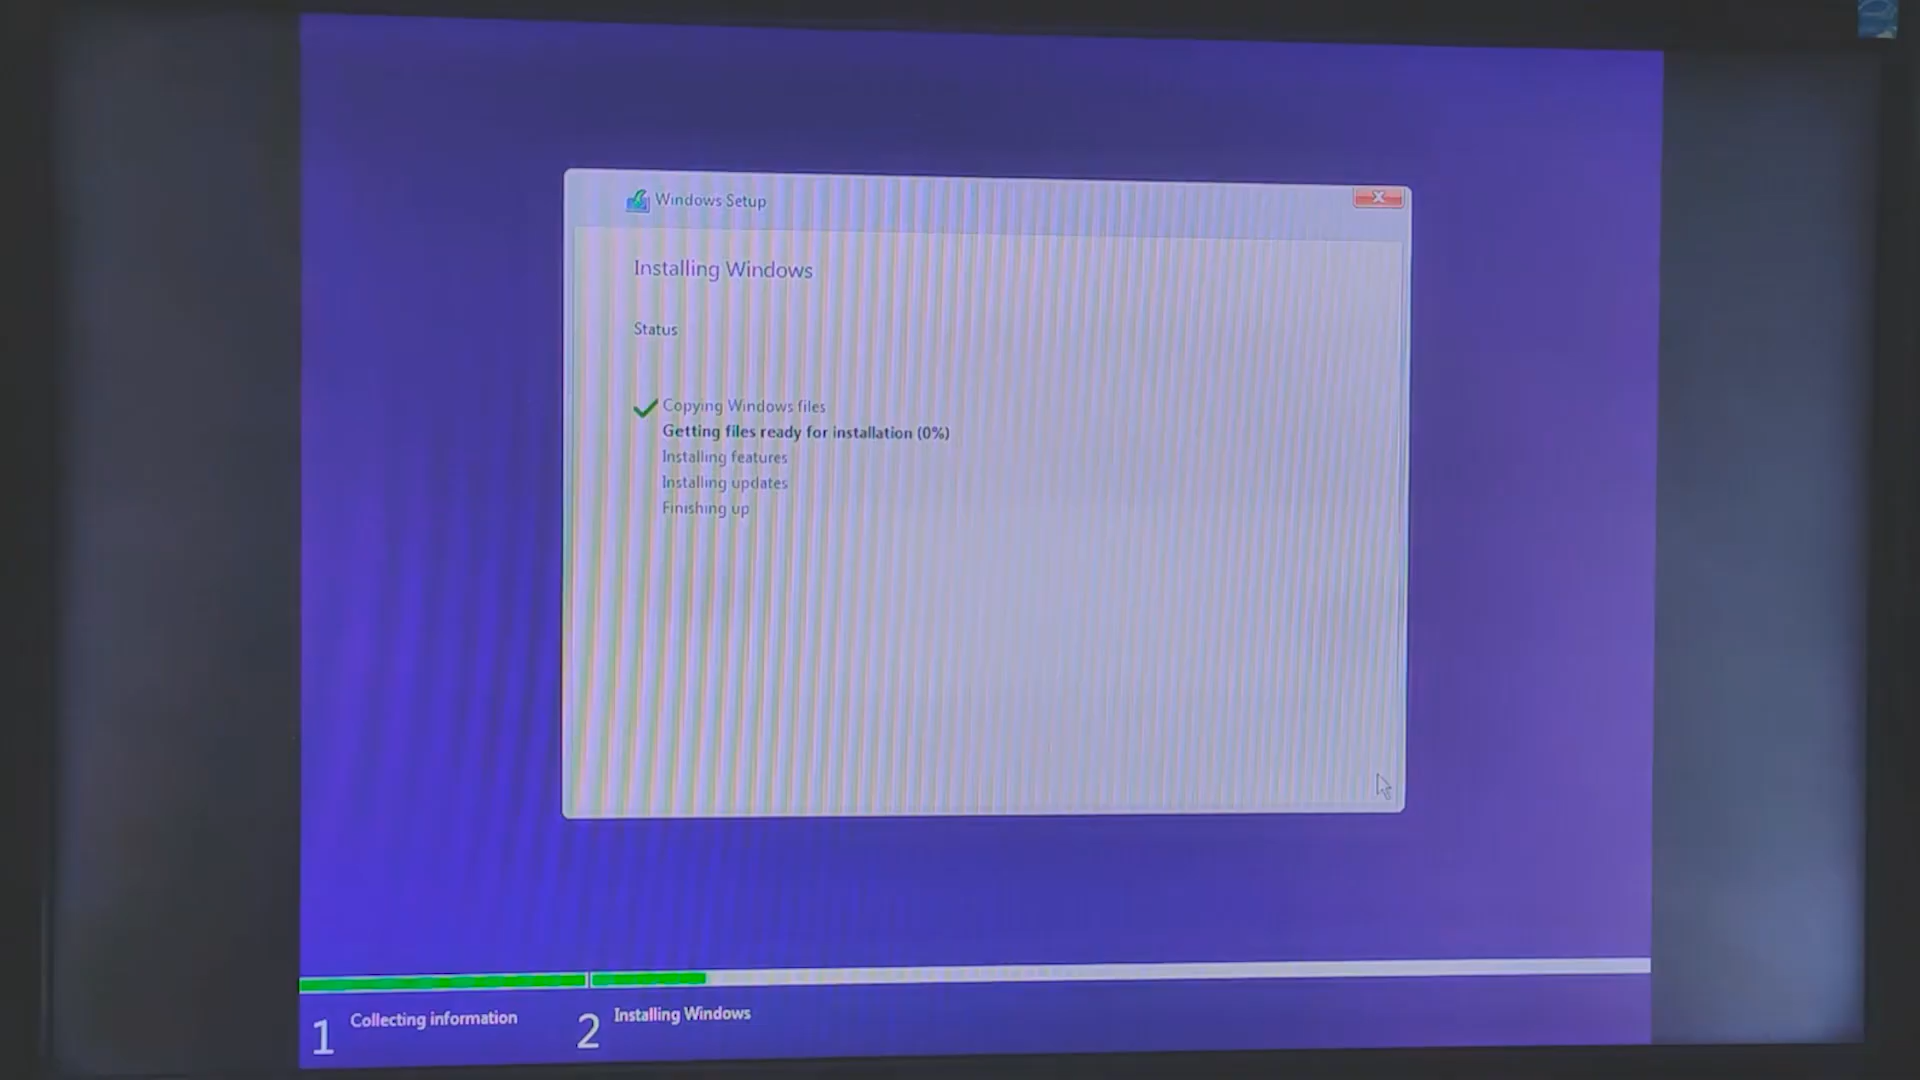 Windows Setup
Installing Windows
Status
Copying Windows files
Getting files ready for installation (0%)
Installing features
Installing updates
Finishing up
1 Collecting information
2 Installing Windows